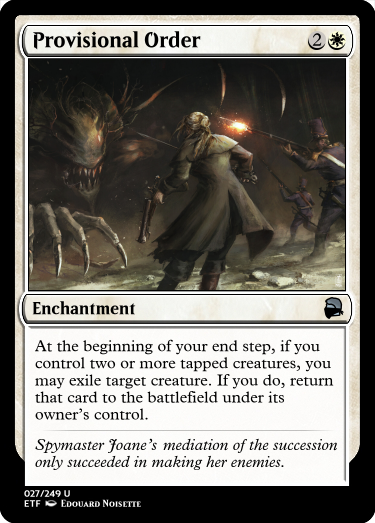 Provisional Order 2
Enchantment
At the beginning of your end step, if you
control two or more tapped creatures, you
may exile target creature. If you do, return
that card to the battlefield under its
owner's control.
Spymaster Joane's mediation of the succession
only succeeded in making her enemies.
027/249 U
ETF Edouard Noisette